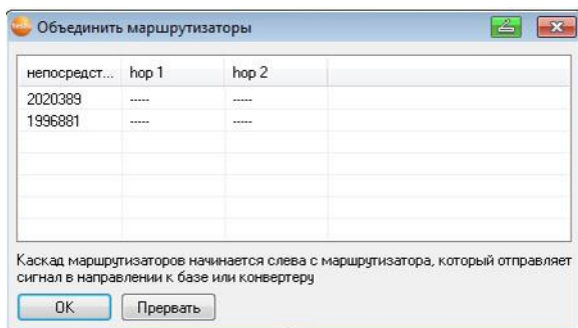 Объединить маршрутизаторы
непосредст... hop 1 hop 2
2020389 ----- -----
1996881 ----- -----
Каскад маршрутизаторов начинается слева с маршрутизатора, который отправляет
сигнал в направлении к базе или конвертеру
OK Прервать